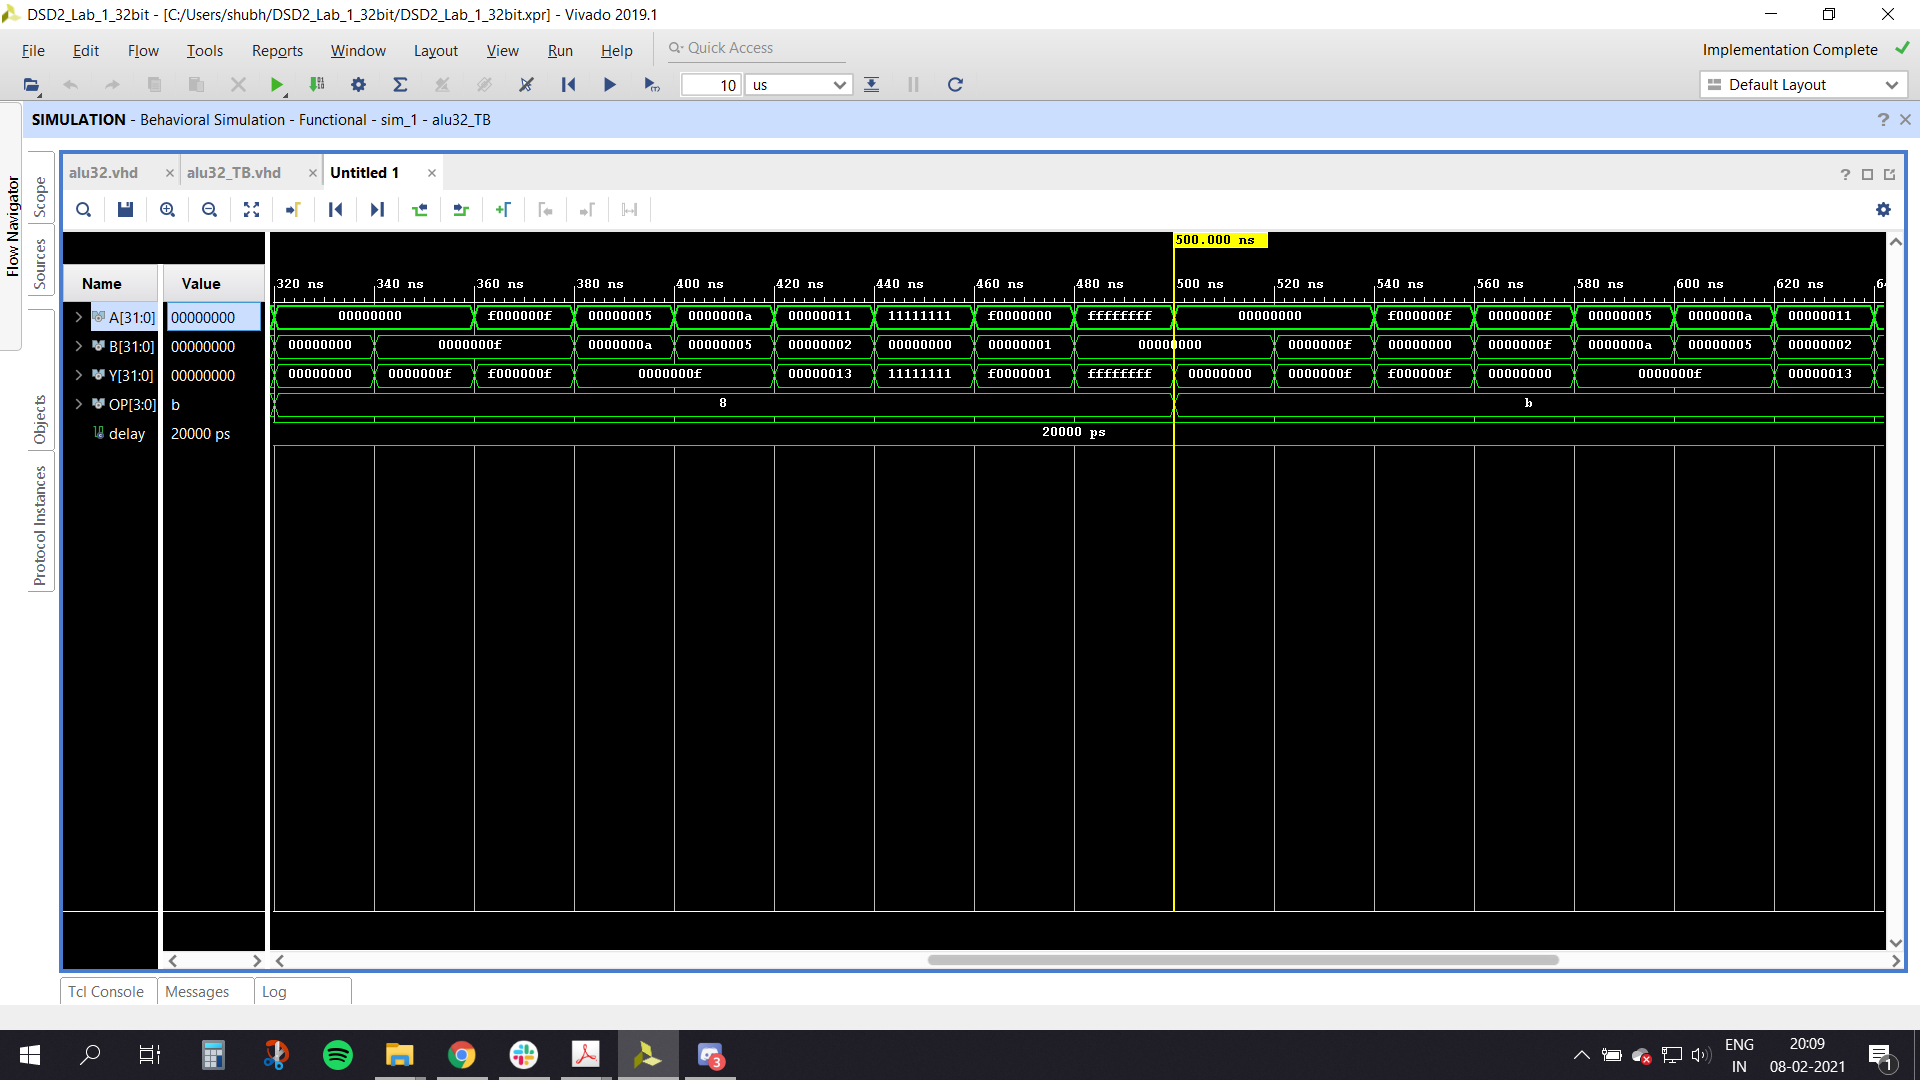 DSD2_Lab_1_32bit - [C:/Users/shubh/DSD2_Lab_1_32bit/DSD2_Lab_1_32bit.xpr] - Vivado 2019.1
File Edit Flow Tools Reports Window Layout View Run Help Quick Access Implementation Complete
10 us Default Layout
SIMULATION - Behavioral Simulation - Functional - sim_1 - alu32_TB ?
Flow Navigator
Scope
Sources
Objects
Protocol Instances
alu32.vhd alu32_TB.vhd Untitled 1 ?
500.000 ns
Name Value 320 ns 340 ns 360 ns 380 ns 400 ns 420 ns 440 ns 460 ns 480 ns 500 ns 520 ns 540 ns 560 ns 580 ns 600 ns 620 ns
A[31:0] 00000000 00000000 f000000f 00000005 0000000a 00000011 11111111 f0000000 ffffffff 00000000 f000000f 0000000f 00000005 0000000a 00000011
B[31:0] 00000000 00000000 0000000f 0000000a 00000005 00000002 00000000 00000001 00000000 0000000f 00000000 0000000f 0000000a 00000005 00000002
Y[31:0] 00000000 00000000 0000000f f000000f 0000000f 00000013 11111111 f0000001 ffffffff 00000000 0000000f f000000f 00000000 0000000f 00000013
OP[3:0] b 8 b
delay 20000 ps 20000 ps
Tcl Console Messages Log
3 ENG 20:09
IN 08-02-2021 1